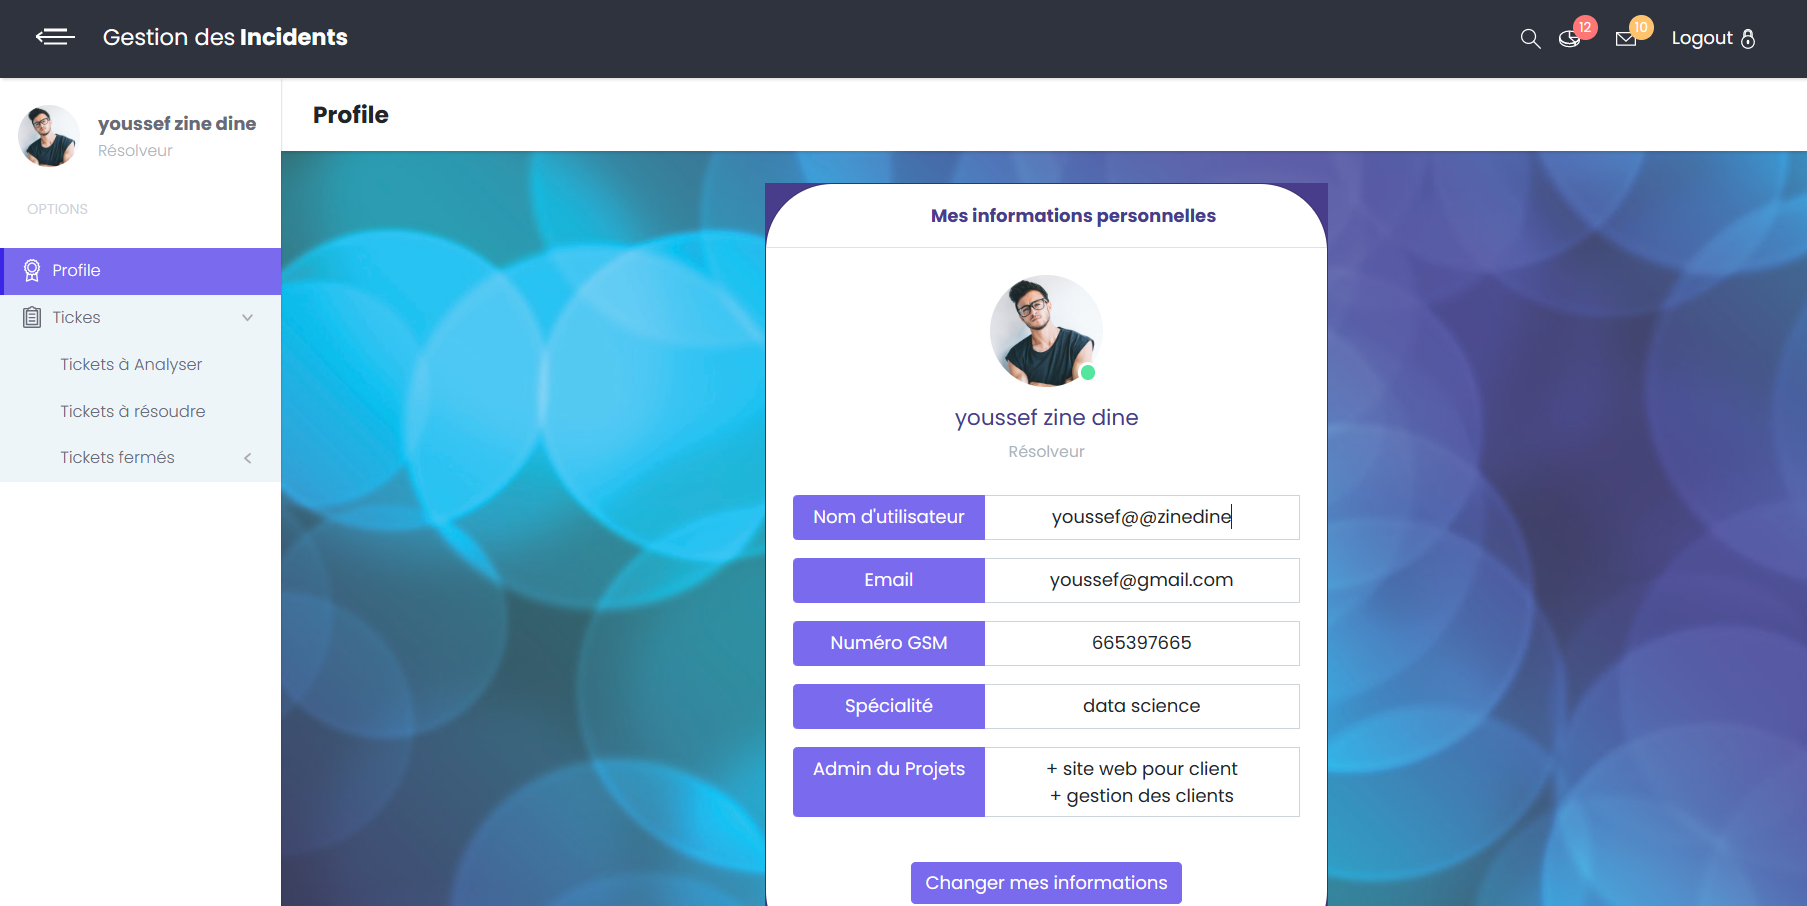 Gestion des Incidents
12
10
Logout
youssef zine dine
Résolveur
OPTIONS
Profile
Tickes
Tickets à Analyser
Tickets à résoudre
Tickets fermés
Profile
Mes informations personnelles
youssef zine dine
Résolveur
Nom d'utilisateur youssef@@zinedine
Email youssef@gmail.com
Numéro GSM 665397665
Spécialité data science
Admin du Projets + site web pour client
+ gestion des clients
Changer mes informations